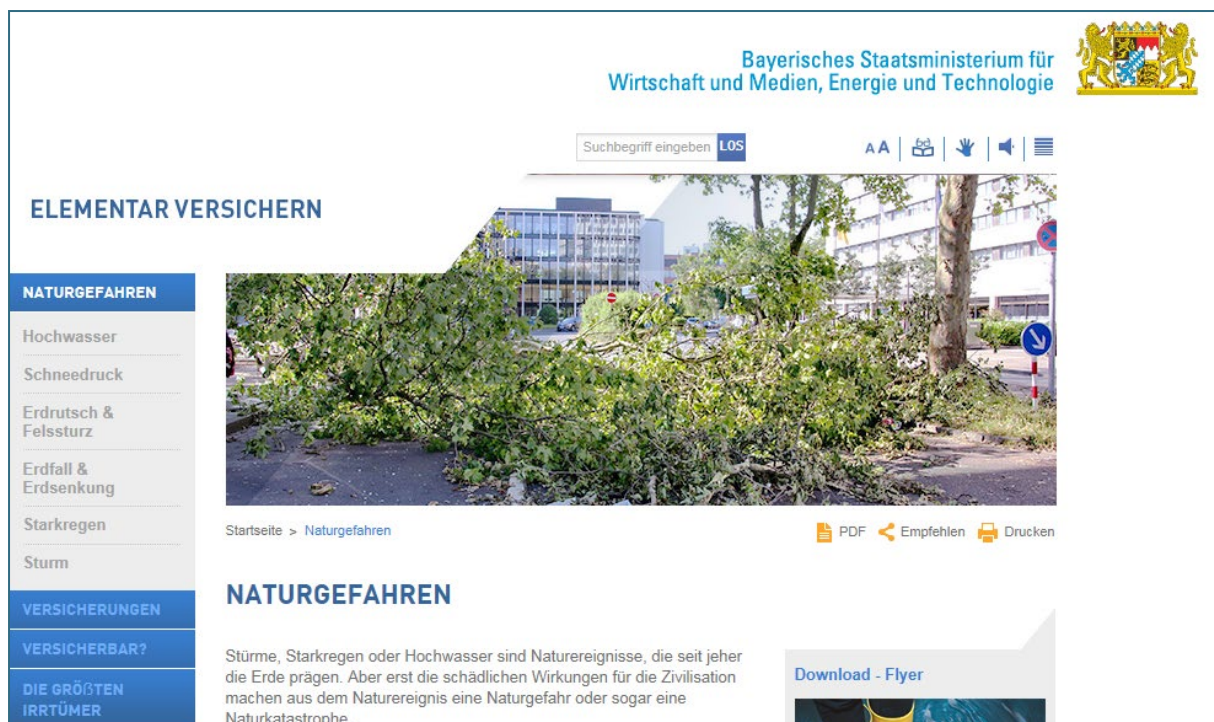 Bayerisches Staatsministerium für
Wirtschaft und Medien, Energie und Technologie
Suchbegriff eingeben LOS
AA
ELEMENTAR VERSICHERN
NATURGEFAHREN
Hochwasser
Schneedruck
Erdrutsch &
Felssturz
Erdfall &
Erdsenkung
Starkregen
Sturm
VERSICHERUNGEN
VERSICHERBAR?
DIE GRÖßTEN
IRRTÜMER
Startseite > Naturgefahren
PDF Empfehlen Drucken
NATURGEFAHREN
Stürme, Starkregen oder Hochwasser sind Naturereignisse, die seit jeher
die Erde prägen. Aber erst die schädlichen Wirkungen für die Zivilisation
machen aus dem Naturereignis eine Naturgefahr oder sogar eine
Naturkatastrophe.
Download - Flyer